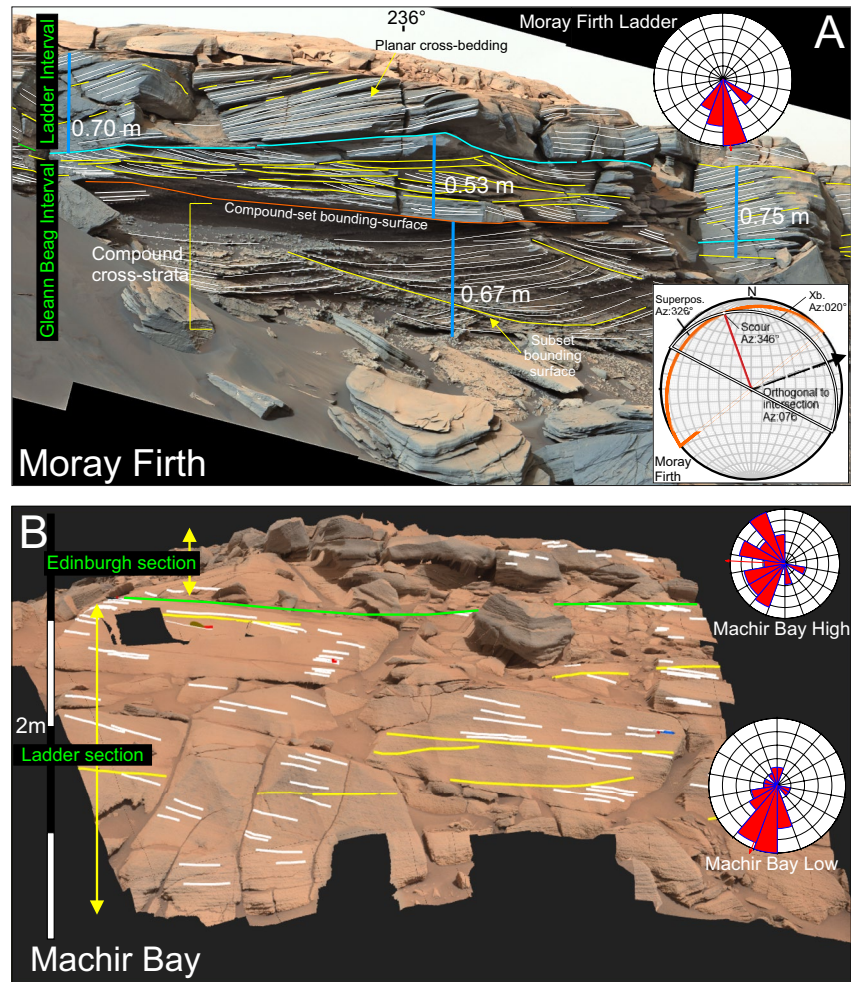 236°
Moray Firth Ladder
A
Planar cross-bedding
Ladder Interval
0.70 m
0.53 m
0.75 m
Gleann Beag Interval
Compound-set bounding-surface
Compound
cross-strata
0.67 m
Subset
bounding
surface
N
Superpos.
Az:326°
Xb.
Az:020°
Scour
Az:346°
Orthogonal to
intersection
Az:076°
Moray
Firth
Moray Firth
B
Edinburgh section
Machir Bay High
2m
Ladder section
Machir Bay Low
Machir Bay